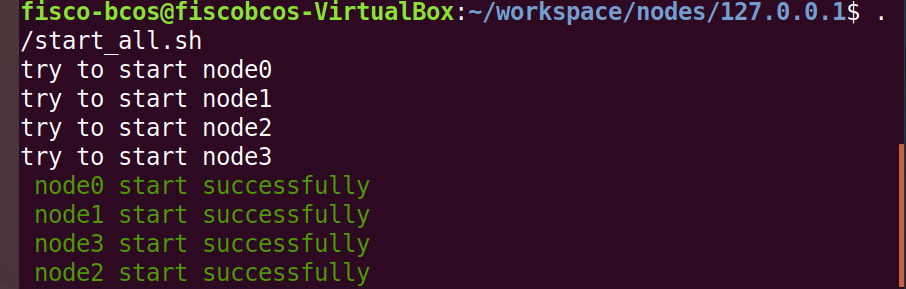 fisco-bcos@fiscobcos-VirtualBox:~/workspace/nodes/127.0.0.1$ .
/start_all.sh
try to start node0
try to start node1
try to start node2
try to start node3
node0 start successfully
node1 start successfully
node3 start successfully
node2 start successfully